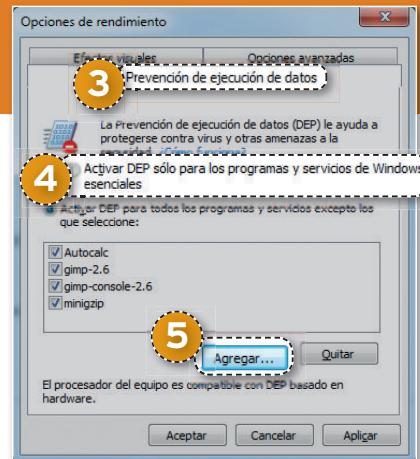 Opciones de rendimiento
Efectos visuales
Opciones avanzadas
3
Prevención de ejecución de datos
La Prevención de ejecución de datos (DEP) le ayuda a
protegerse contra virus y otras amenazas a la
seguridad. ¿Cómo funciona?
4
Activar DEP sólo para los programas y servicios de Windows
esenciales
Activar DEP para todos los programas y servicios excepto los
que seleccione:
Autocalc
gimp-2.6
gimp-console-2.6
minigzip
5
Agregar...
Quitar
El procesador del equipo es compatible con DEP basado en
hardware.
Aceptar
Cancelar
Aplicar